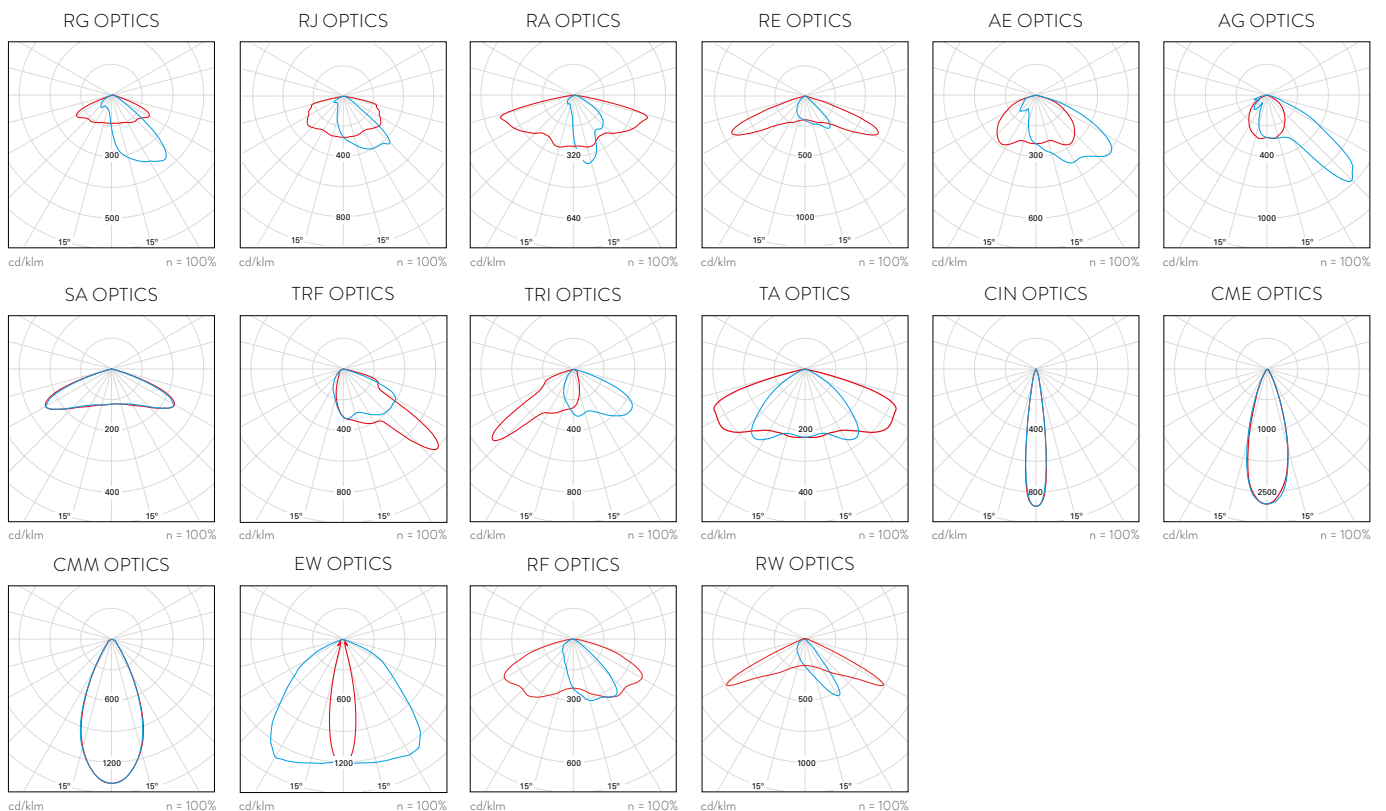 RG OPTICS RJ OPTICS RA OPTICS RE OPTICS AE OPTICS AG OPTICS
300 400 320 500 300 400
500 800 640 1000 600 1000
15° 15° 15° 15° 15° 15° 15° 15° 15° 15° 15° 15°
cd/klm n = 100% cd/klm n = 100% cd/klm n = 100% cd/klm n = 100% cd/klm n = 100% cd/klm n = 100%
SA OPTICS TRF OPTICS TRI OPTICS TA OPTICS CIN OPTICS CME OPTICS
200 400 400 200 400 1000
400 800 800 400 800 2500
15° 15° 15° 15° 15° 15° 15° 15° 15° 15° 15° 15°
cd/klm n = 100% cd/klm n = 100% cd/klm n = 100% cd/klm n = 100% cd/klm n = 100% cd/klm n = 100%
CMM OPTICS EW OPTICS RF OPTICS RW OPTICS
600 600 300 500
1200 1200 600 1000
15° 15° 15° 15° 15° 15° 15° 15°
cd/klm n = 100% cd/klm n = 100% cd/klm n = 100% cd/klm n = 100%